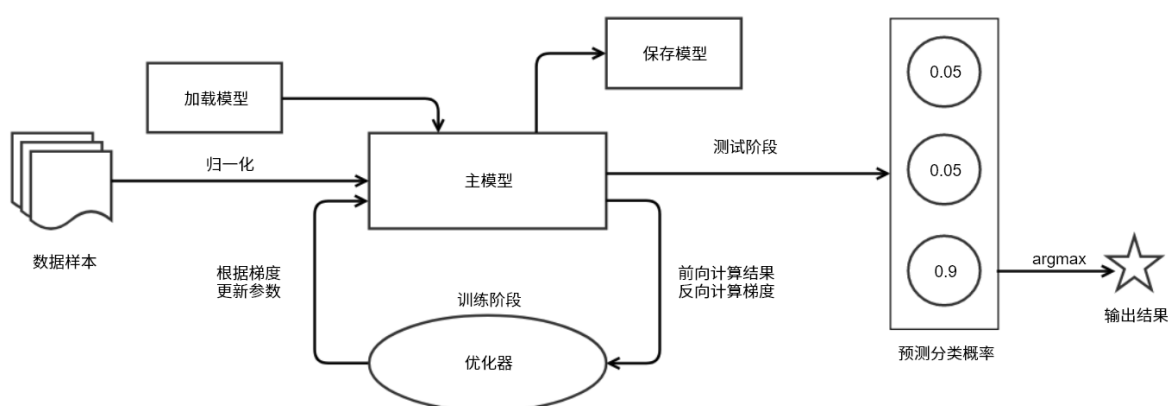 保存模型
加载模型
归一化
主模型
测试阶段
数据样本
根据梯度
更新参数
训练阶段
前向计算结果
反向计算梯度
优化器
0.05
0.05
0.9
预测分类概率
argmax
输出结果